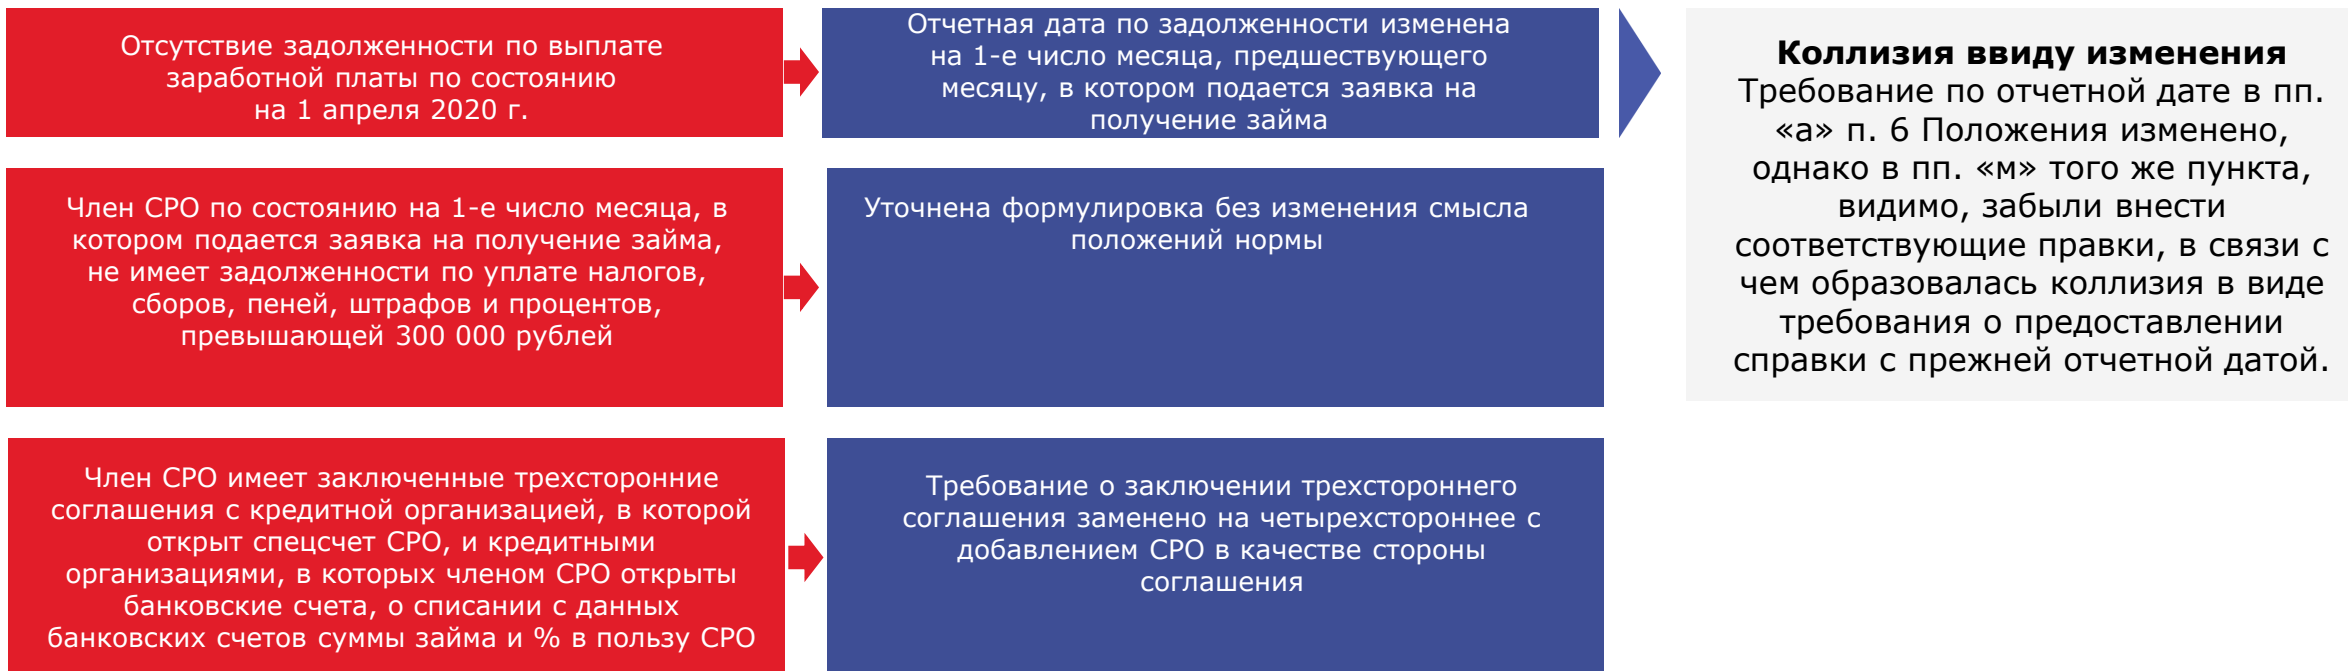 Отсутствие задолженности по выплате
заработной платы по состоянию
на 1 апреля 2020 г.
Отчетная дата по задолженности изменена
на 1-е число месяца, предшествующего
месяцу, в котором подается заявка на
получение займа
Коллизия ввиду изменения
Требование по отчетной дате в пп.
«а» п. 6 Положения изменено,
однако в пп. «м» того же пункта,
видимо, забыли внести
соответствующие правки, в связи с
чем образовалась коллизия в виде
требования о предоставлении
справки с прежней отчетной датой.
Член СРО по состоянию на 1-е число месяца, в
котором подается заявка на получение займа,
не имеет задолженности по уплате налогов,
сборов, пеней, штрафов и процентов,
превышающей 300 000 рублей
Уточнена формулировка без изменения смысла
положений нормы
Член СРО имеет заключенные трехсторонние
соглашения с кредитной организацией, в которой
открыт спецсчет СРО, и кредитными
организациями, в которых членом СРО открыты
банковские счета, о списании с данных
банковских счетов суммы займа и % в пользу СРО
Требование о заключении трехстороннего
соглашения заменено на четырехстороннее с
добавлением СРО в качестве стороны
соглашения